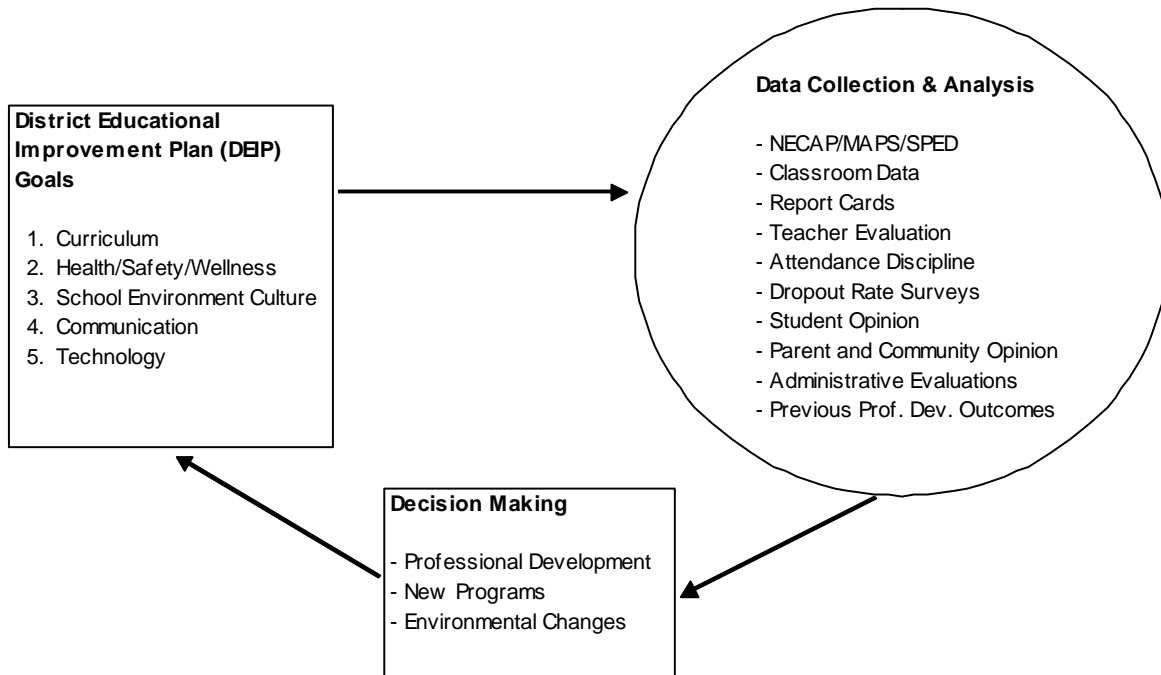 District Educational
Improvement Plan (DEIP)
Goals
1. Curriculum
2. Health/Safety/Wellness
3. School Environment Culture
4. Communication
5. Technology
Data Collection & Analysis
- NECAP/MAPS/SPED
- Classroom Data
- Report Cards
- Teacher Evaluation
- Attendance Discipline
- Dropout Rate Surveys
- Student Opinion
- Parent and Community Opinion
- Administrative Evaluations
- Previous Prof. Dev. Outcomes
Decision Making
- Professional Development
- New Programs
- Environmental Changes